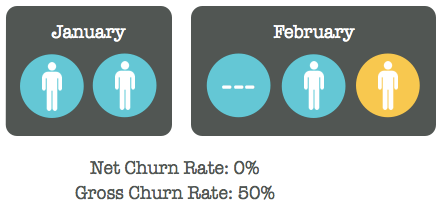 January
February
---
Net Churn Rate: 0%
Gross Churn Rate: 50%